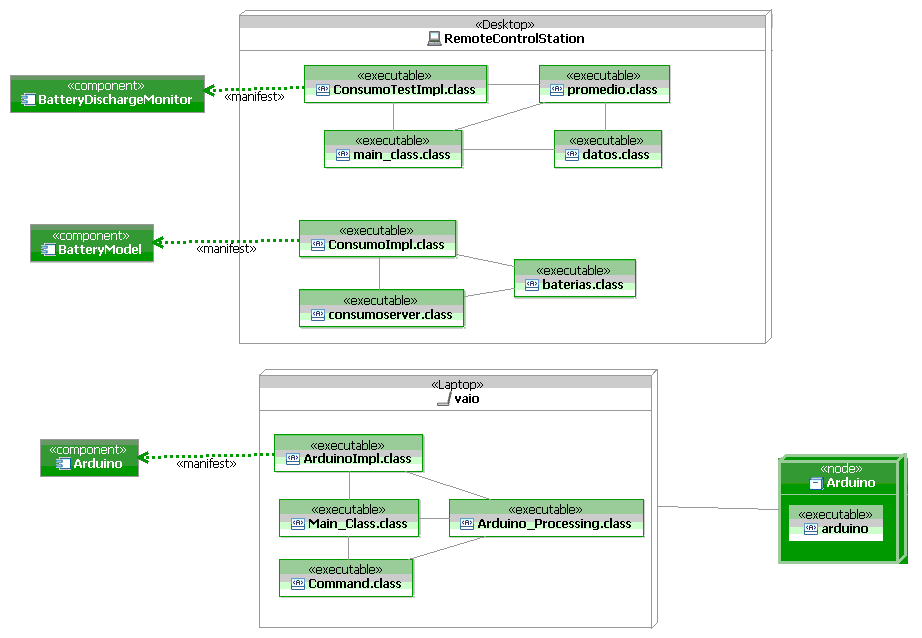 «Desktop»
RemoteControlStation
«component»
BatteryDischargeMonitor
«manifest»
«executable»
ConsumoTestImpl.class
«executable»
promedio.class
«executable»
main_class.class
«executable»
datos.class
«component»
BatteryModel
«manifest»
«executable»
ConsumoImpl.class
«executable»
baterias.class
«executable»
consumoserver.class
«Laptop»
vaio
«component»
Arduino
«manifest»
«executable»
ArduinoImpl.class
«executable»
Main_Class.class
«executable»
Arduino_Processing.class
«executable»
Command.class
«node»
Arduino
«executable»
arduino